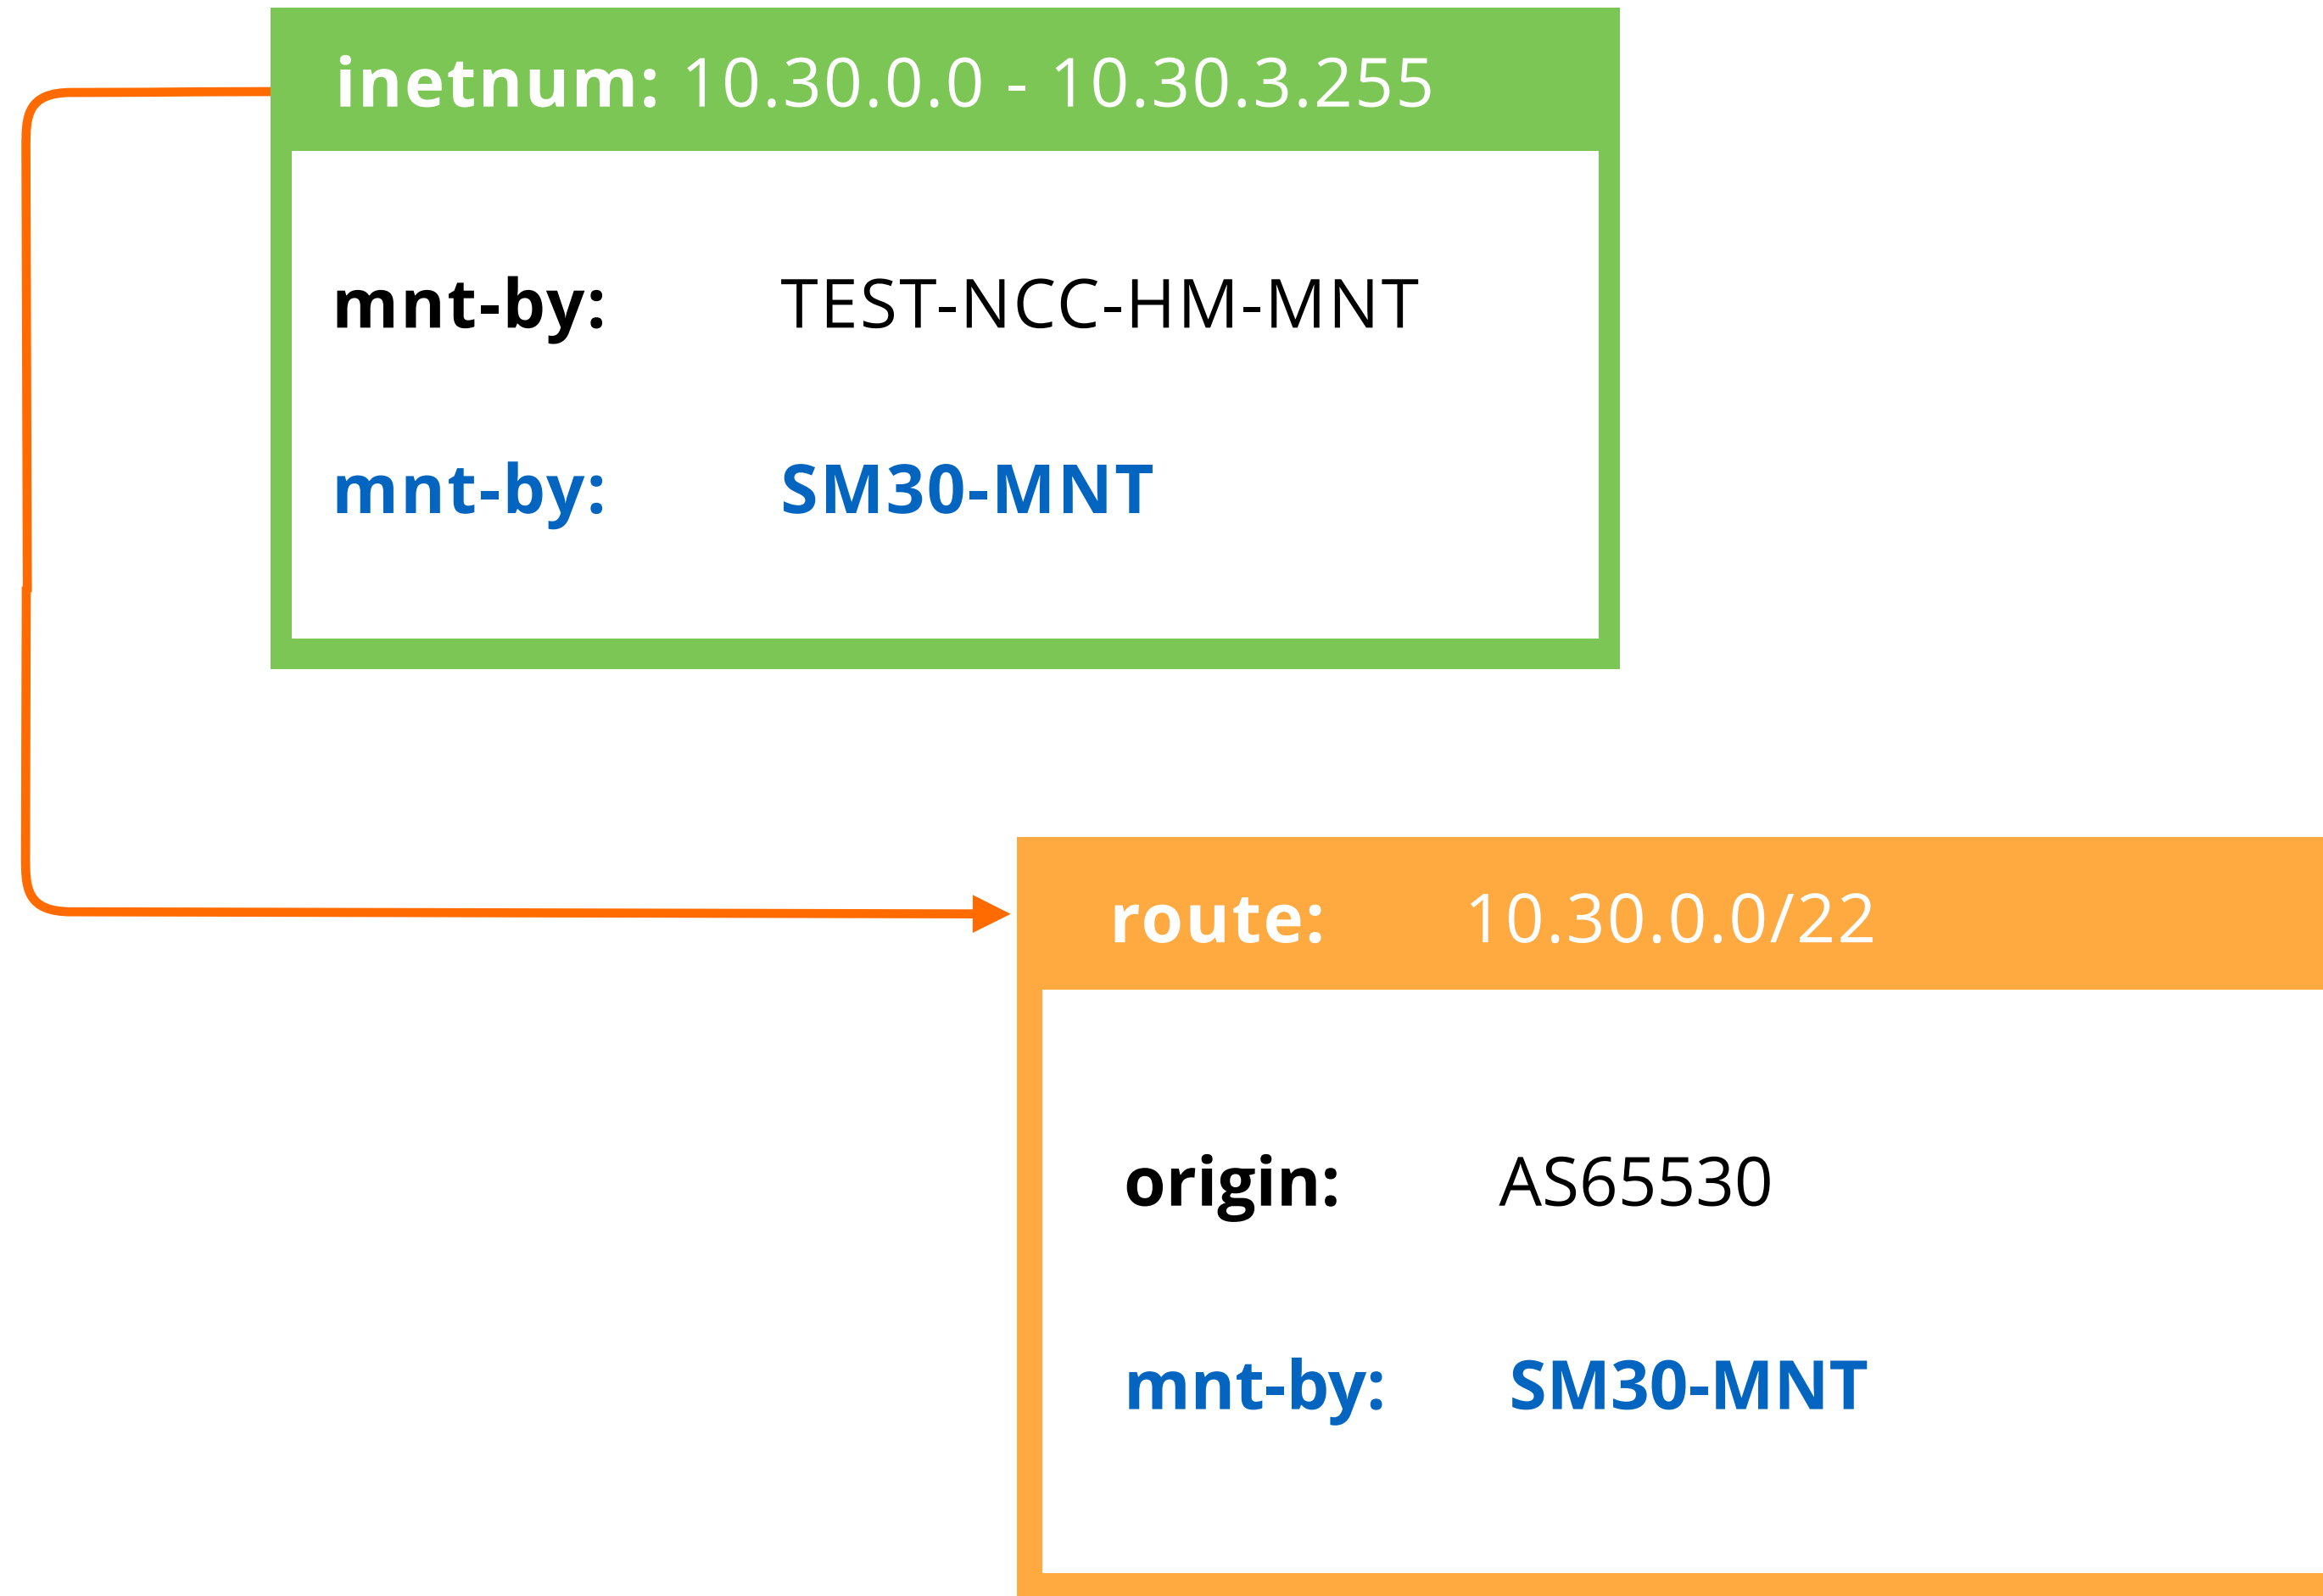 inetnum: 10.30.0.0 - 10.30.3.255
mnt-by: TEST-NCC-HM-MNT
mnt-by: SM30-MNT
route: 10.30.0.0/22
origin: AS65530
mnt-by: SM30-MNT